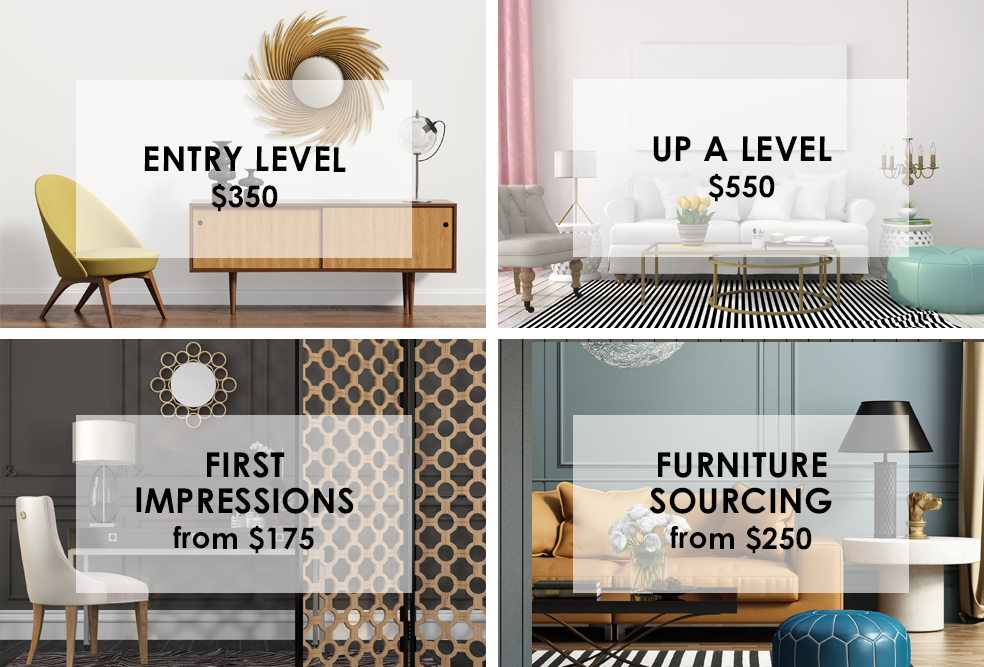 ENTRY LEVEL
$350
UP A LEVEL
$550
FIRST
IMPRESSIONS
from $175
FURNITURE
SOURCING
from $250